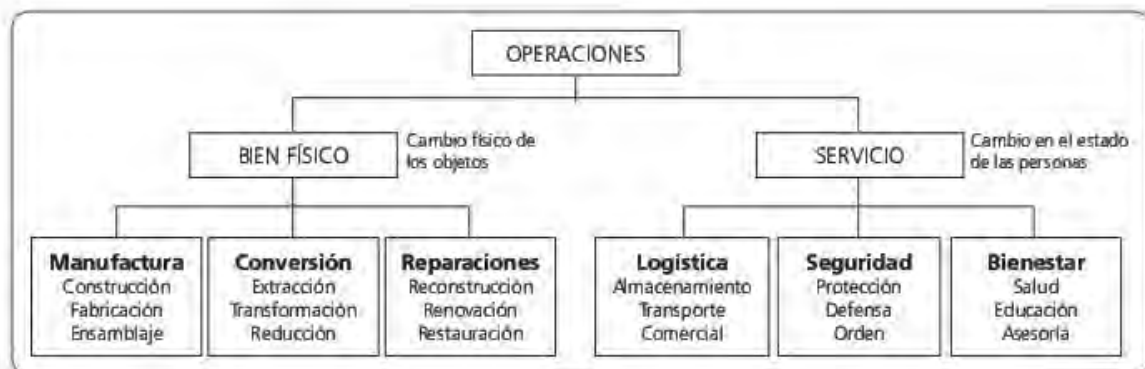 OPERACIONES
BIEN FÍSICO
Cambio físico de
los objetos
SERVICIO
Cambio en el estado
de las personas
Manufactura
Construcción
Fabricación
Ensamblaje
Conversión
Extracción
Transformación
Reducción
Reparaciones
Reconstrucción
Renovación
Restauración
Logística
Almacenamiento
Transporte
Comercial
Seguridad
Protección
Defensa
Orden
Bienestar
Salud
Educación
Asesoría